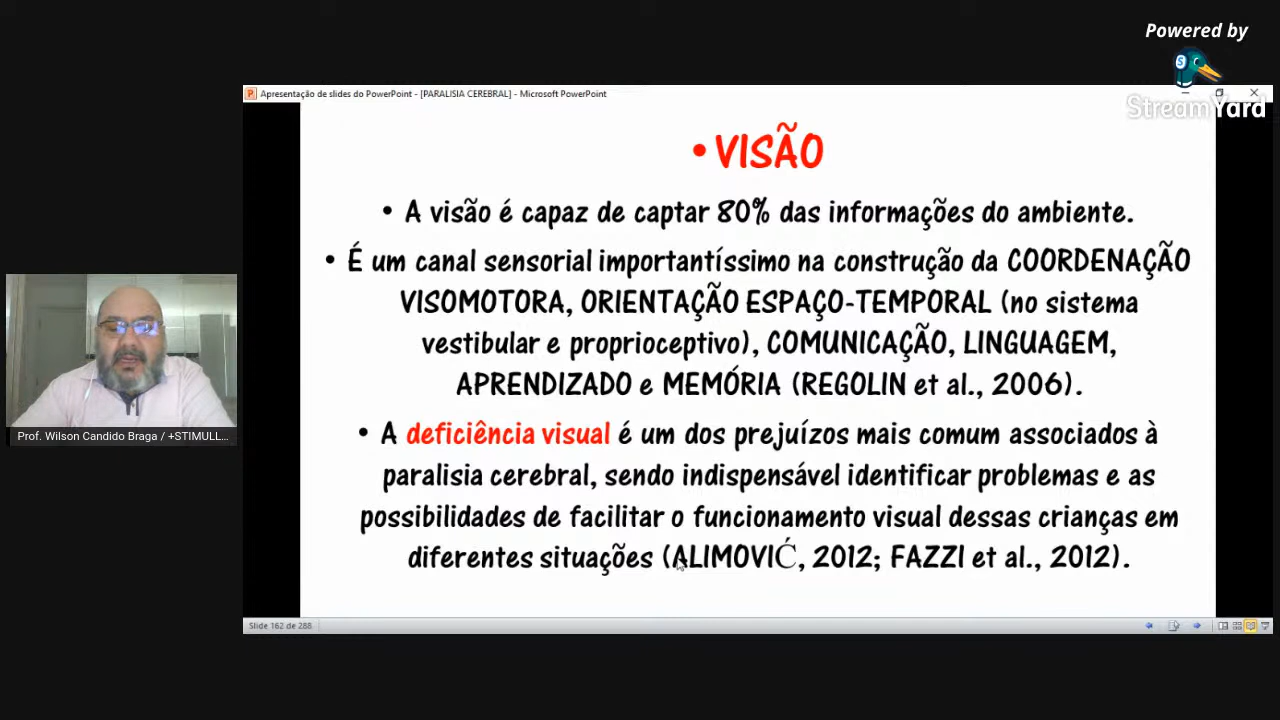 Powered by
StreamYard
Apresentação de slides do PowerPoint - [PARALISIA CEREBRAL] - Microsoft PowerPoint
• VISÃO
• A visão é capaz de captar 80% das informações do ambiente.
• É um canal sensorial importantíssimo na construção da COORDENAÇÃO
VISOMOTORA, ORIENTAÇÃO ESPAÇO-TEMPORAL (no sistema
vestibular e proprioceptivo), COMUNICAÇÃO, LINGUAGEM,
APRENDIZADO e MEMÓRIA (REGOLIN et al., 2006).
• A deficiência visual é um dos prejuízos mais comum associados à
paralisia cerebral, sendo indispensável identificar problemas e as
possibilidades de facilitar o funcionamento visual dessas crianças em
diferentes situações (ALIMOVIĆ, 2012; FAZZI et al., 2012).
Prof. Wilson Candido Braga / +STIMULL...
Slide 162 de 288